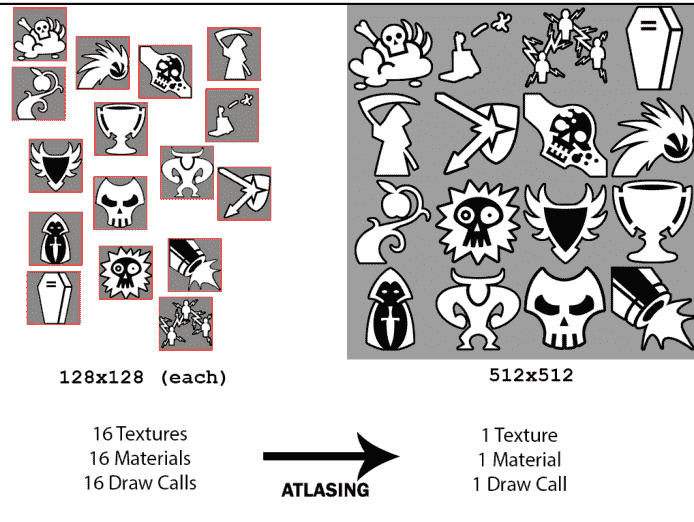 128x128 (each)
512x512
16 Textures
16 Materials
16 Draw Calls
ATLASING
1 Texture
1 Material
1 Draw Call